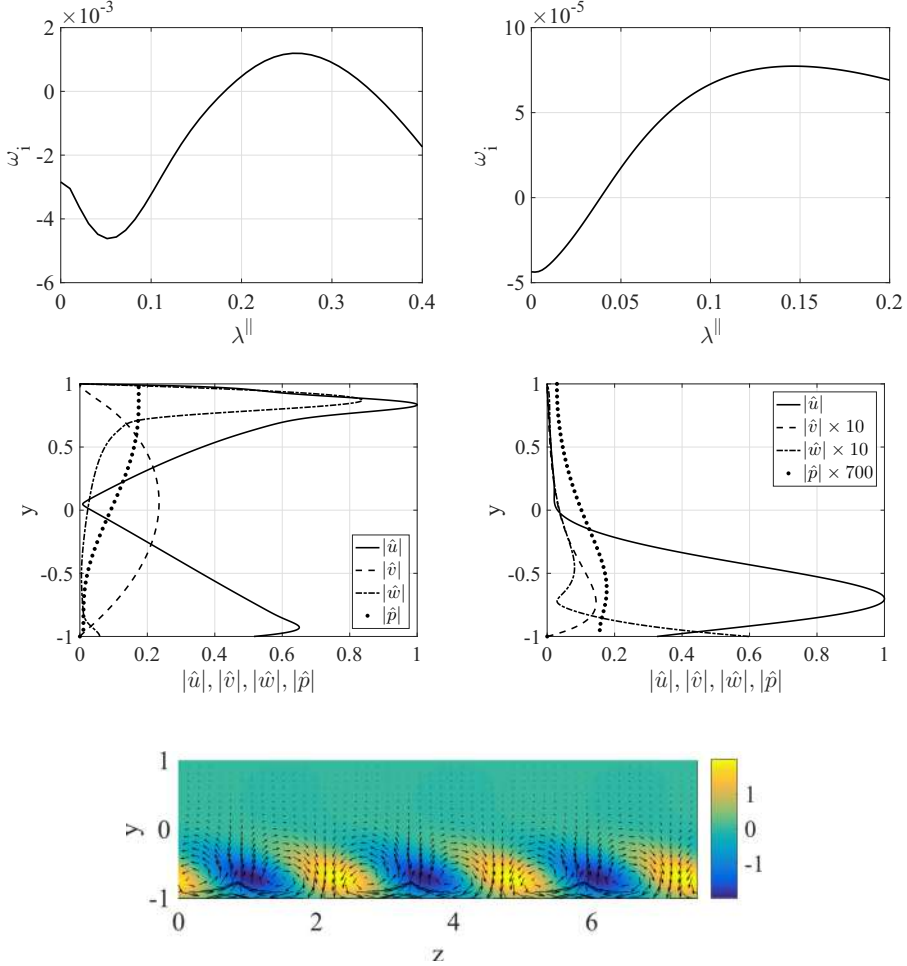 ×10⁻³
2
0
-2
-4
-6
ω_i
0 0.1 0.2 0.3 0.4
λ^∥
×10⁻⁵
10
5
0
-5
ω_i
0 0.05 0.1 0.15 0.2
λ^∥
1
0.5
0
-0.5
-1
y
|û|
|v̂|
|ŵ|
|p̂|
0 0.2 0.4 0.6 0.8 1
|û|, |v̂|, |ŵ|, |p̂|
1
0.5
0
-0.5
-1
y
|û|
|v̂| × 10
|ŵ| × 10
|p̂| × 700
0 0.2 0.4 0.6 0.8 1
|û|, |v̂|, |ŵ|, |p̂|
1
0
-1
y
0 2 4 6
z
1
0
-1